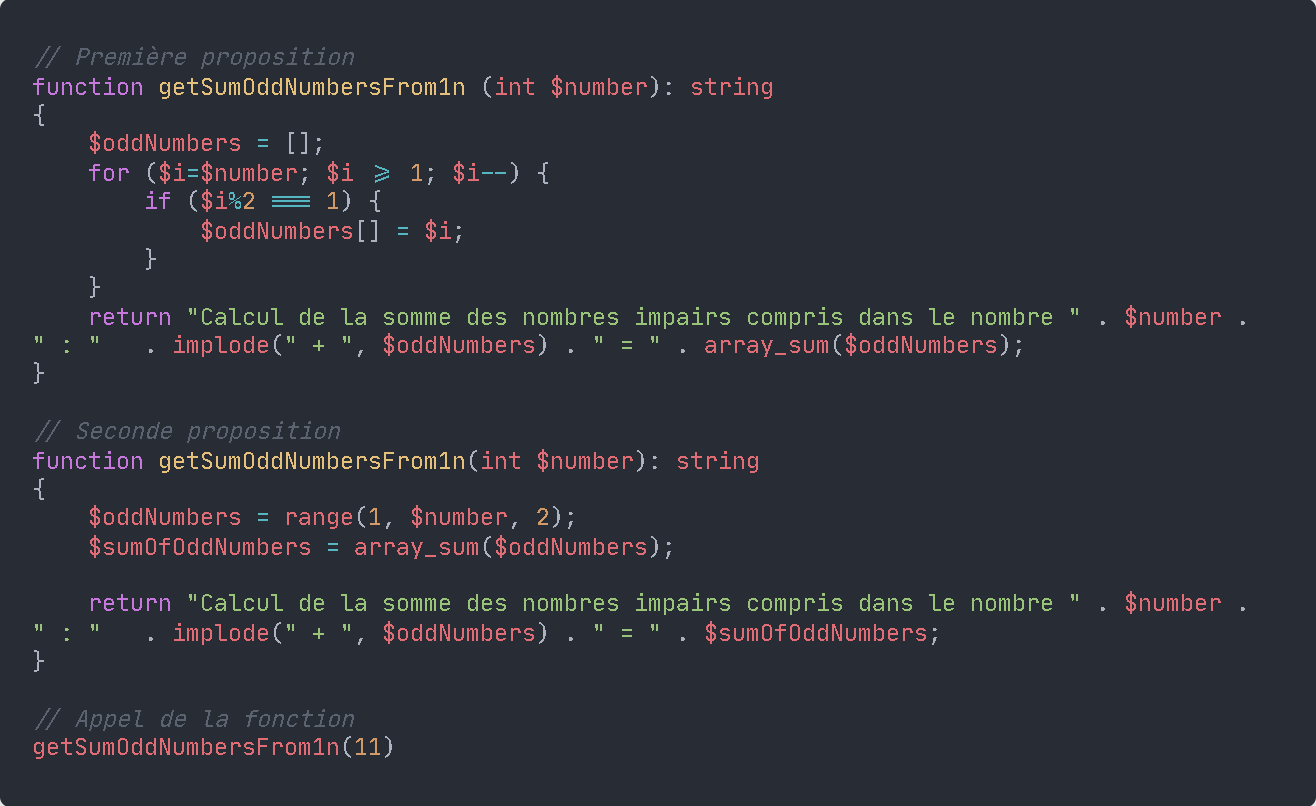 // Première proposition
function getSumOddNumbersFrom1n (int $number): string
{
    $oddNumbers = [];
    for ($i=$number; $i >= 1; $i--) {
        if ($i%2 === 1) {
            $oddNumbers[] = $i;
        }
    }
    return "Calcul de la somme des nombres impairs compris dans le nombre " . $number .
" : "   . implode(" + ", $oddNumbers) . " = " . array_sum($oddNumbers);
}

// Seconde proposition
function getSumOddNumbersFrom1n(int $number): string
{
    $oddNumbers = range(1, $number, 2);
    $sumOfOddNumbers = array_sum($oddNumbers);

    return "Calcul de la somme des nombres impairs compris dans le nombre " . $number .
" : "   . implode(" + ", $oddNumbers) . " = " . $sumOfOddNumbers;
}

// Appel de la fonction
getSumOddNumbersFrom1n(11)